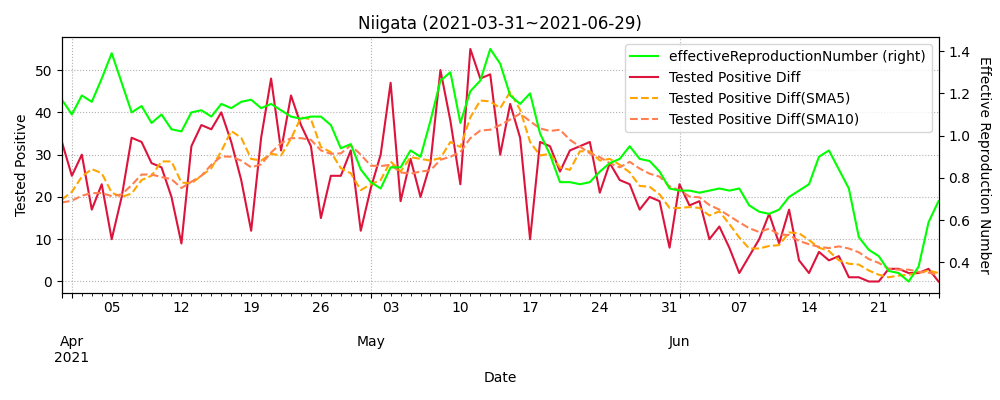 Niigata (2021-03-31~2021-06-29)
effectiveReproductionNumber (right)
Tested Positive Diff
Tested Positive Diff(SMA5)
Tested Positive Diff(SMA10)
Tested Positive
50
40
30
20
10
0
1.4
1.2
1.0
0.8
0.6
0.4
Effective Reproduction Number
05 12 19 26 03 10 17 24 31 07 14 21
Apr May Jun
2021
Date